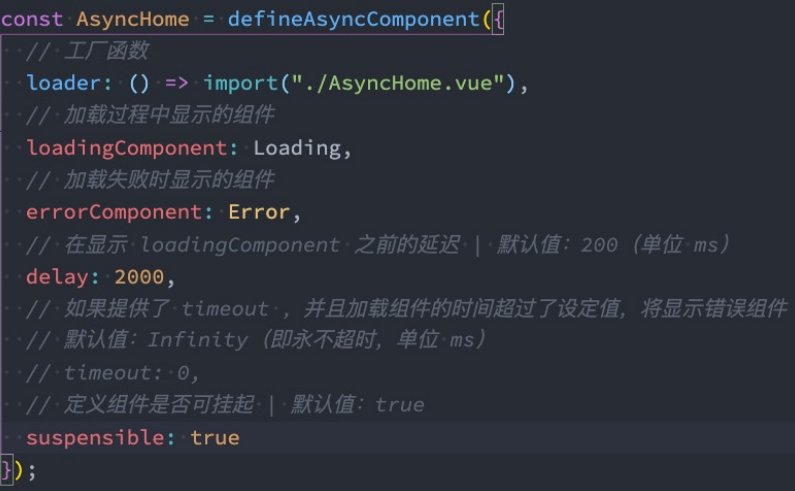 const AsyncHome = defineAsyncComponent({
  // 工厂函数
  loader: () => import("./AsyncHome.vue"),
  // 加载过程中显示的组件
  loadingComponent: Loading,
  // 加载失败时显示的组件
  errorComponent: Error,
  // 在显示 loadingComponent 之前的延迟 | 默认值：200（单位 ms）
  delay: 2000,
  // 如果提供了 timeout ，并且加载组件的时间超过了设定值，将显示错误组件
  // 默认值：Infinity（即永不超时，单位 ms）
  // timeout: 0,
  // 定义组件是否可挂起 | 默认值：true
  suspensible: true
});